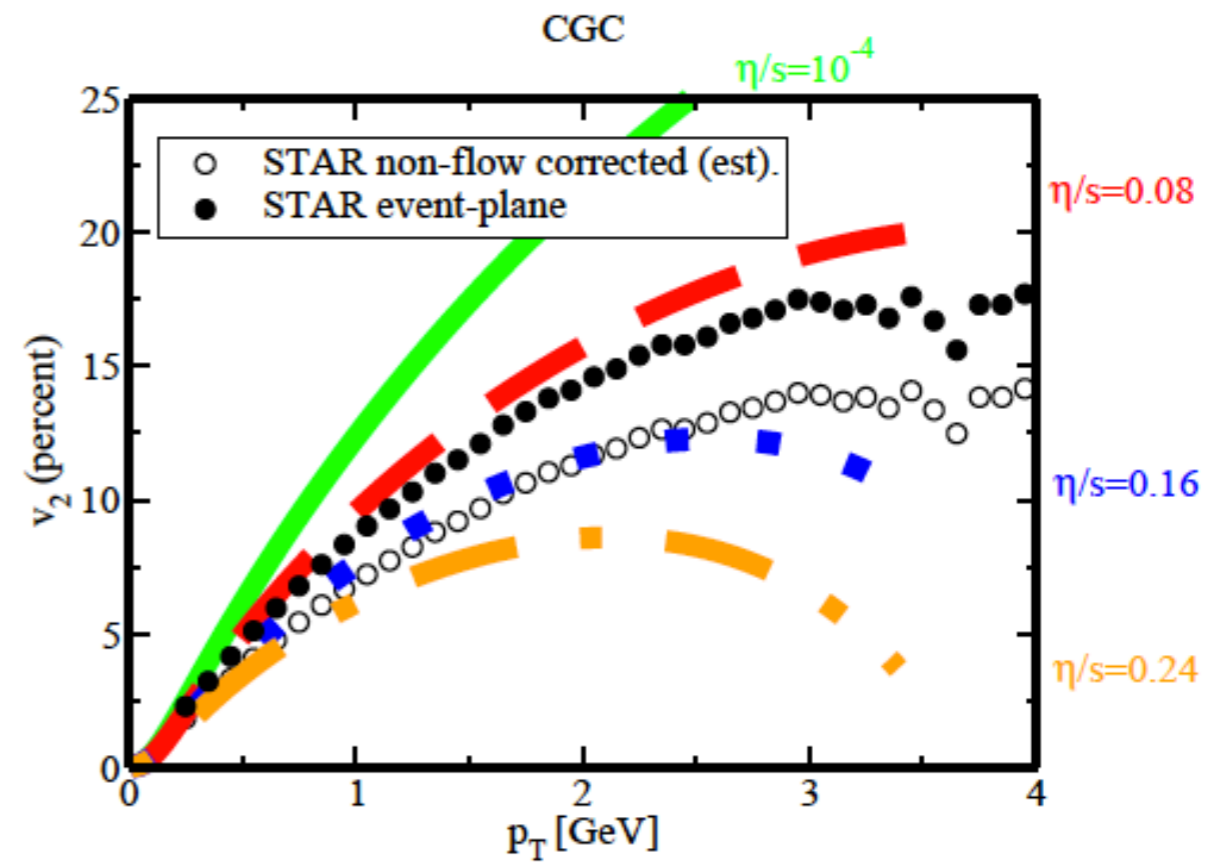 CGC
η/s=10⁻⁴
25
STAR non-flow corrected (est).
STAR event-plane
η/s=0.08
20
15
v₂ (percent)
η/s=0.16
10
5
η/s=0.24
0
0 1 2 3 4
p_T [GeV]